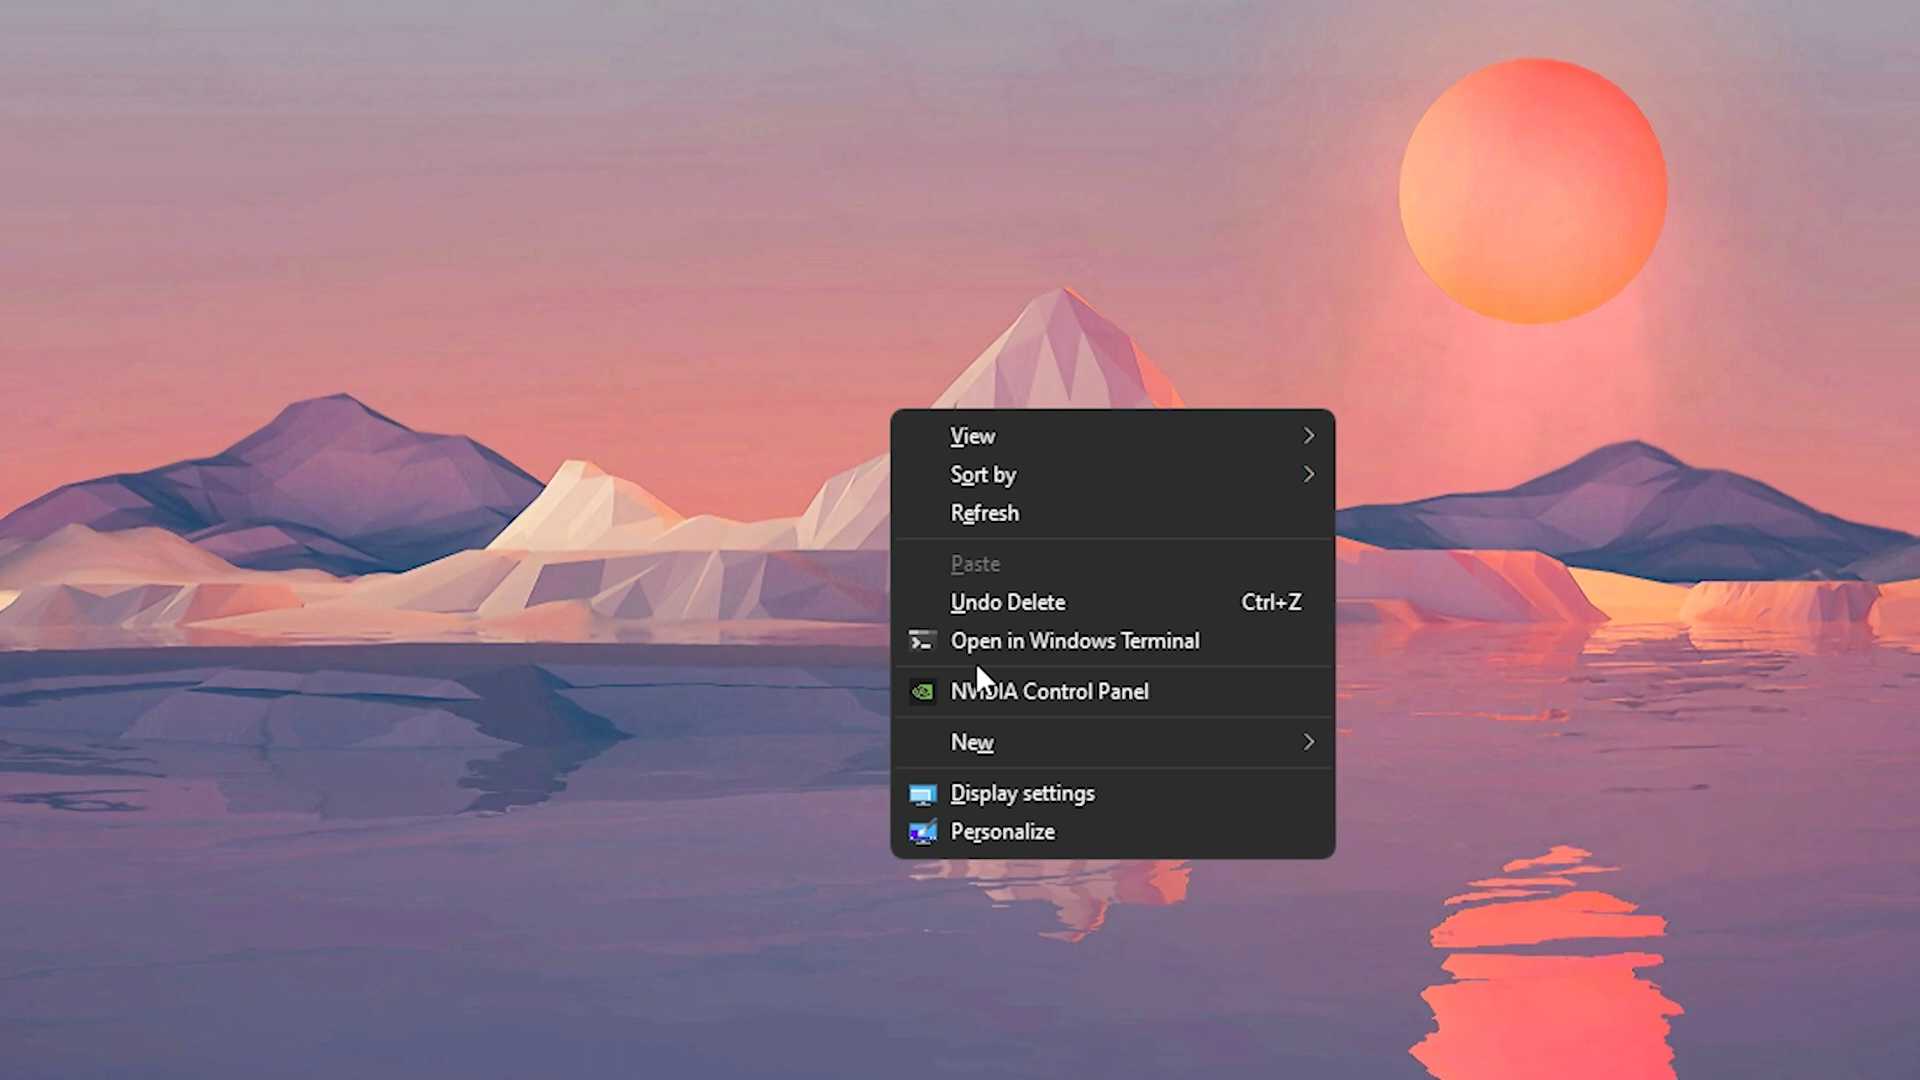 View
Sort by
Refresh
Paste
Undo Delete Ctrl+Z
Open in Windows Terminal
NVIDIA Control Panel
New
Display settings
Personalize